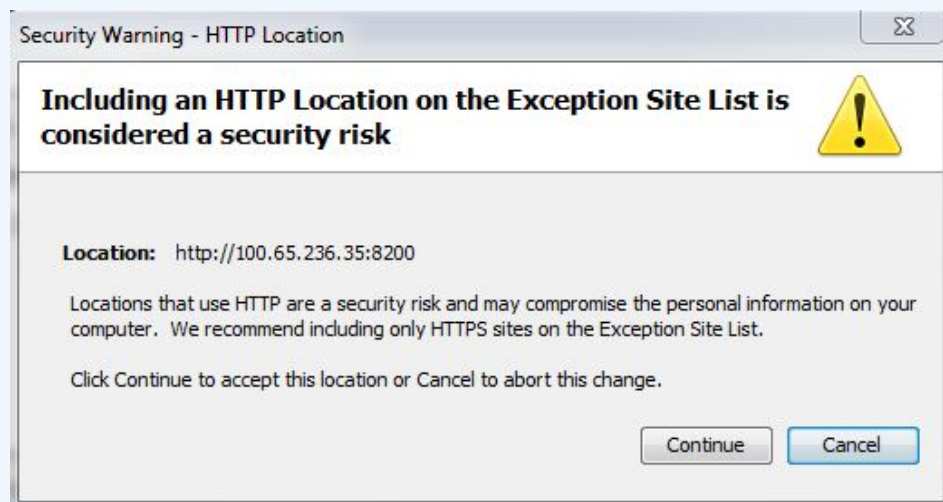 Security Warning - HTTP Location
Including an HTTP Location on the Exception Site List is
considered a security risk
Location: http://100.65.236.35:8200
Locations that use HTTP are a security risk and may compromise the personal information on your
computer. We recommend including only HTTPS sites on the Exception Site List.
Click Continue to accept this location or Cancel to abort this change.
Continue Cancel